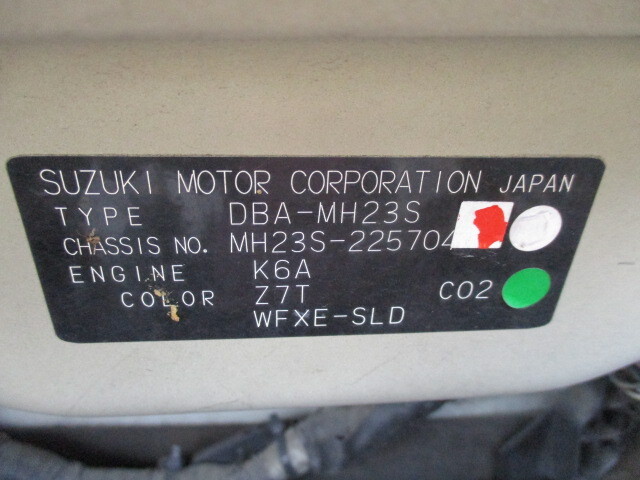 SUZUKI MOTOR CORPORATION JAPAN
TYPE DBA-MH23S
CHASSIS NO. MH23S-225704
ENGINE K6A
COLOR Z7T CO2
WFXE-SLD